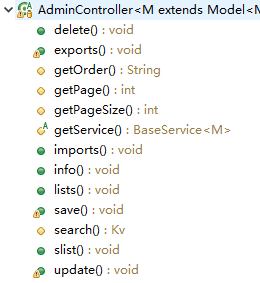 AdminController<M extends Model<M
delete() : void
exports() : void
getOrder() : String
getPage() : int
getPageSize() : int
getService() : BaseService<M>
imports() : void
info() : void
lists() : void
save() : void
search() : Kv
slist() : void
update() : void